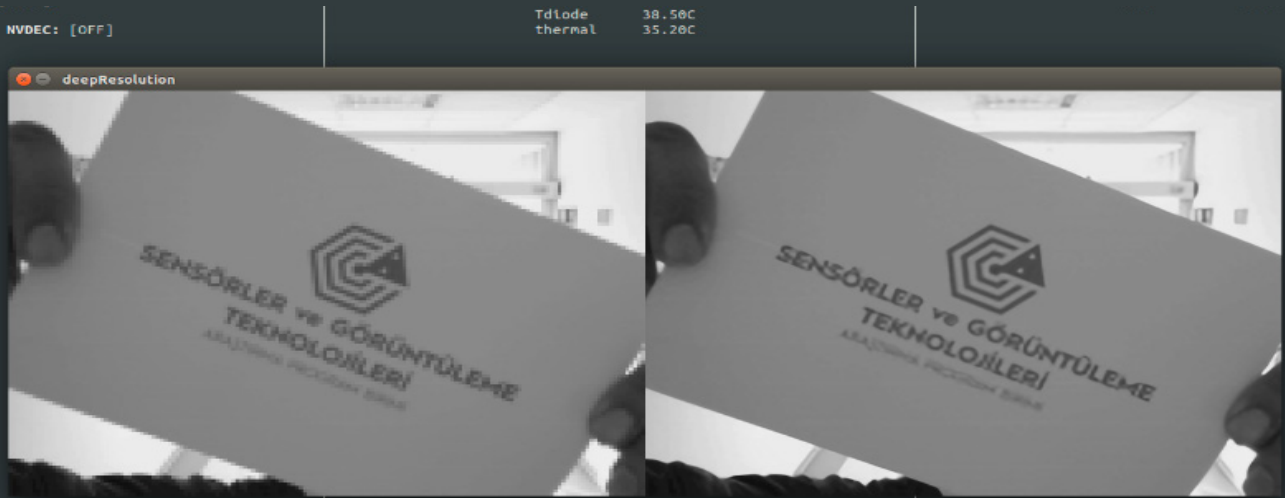 Tdiode 38.50C
NVDEC: [OFF] thermal 35.20C
deepResolution
SENSÖRLER ve GÖRÜNTÜLEME
TEKNOLOJİLERİ
SENSÖRLER ve GÖRÜNTÜLEME
TEKNOLOJİLERİ